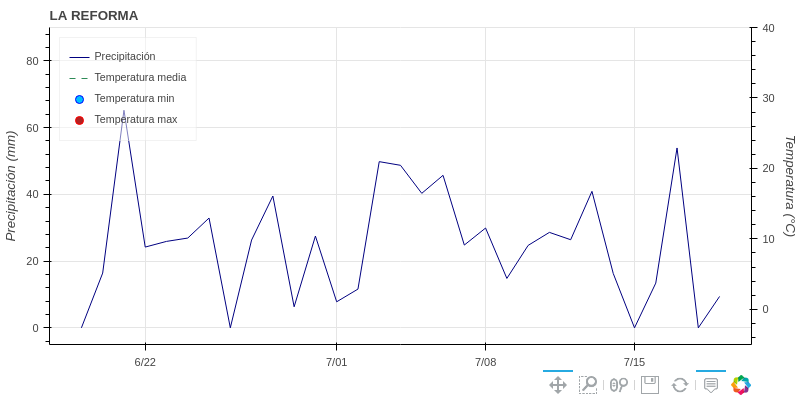 LA REFORMA
Precipitación
Temperatura media
Temperatura min
Temperatura max
Precipitación (mm)
80
60
40
20
0
Temperatura (°C)
40
30
20
10
0
6/22
7/01
7/08
7/15